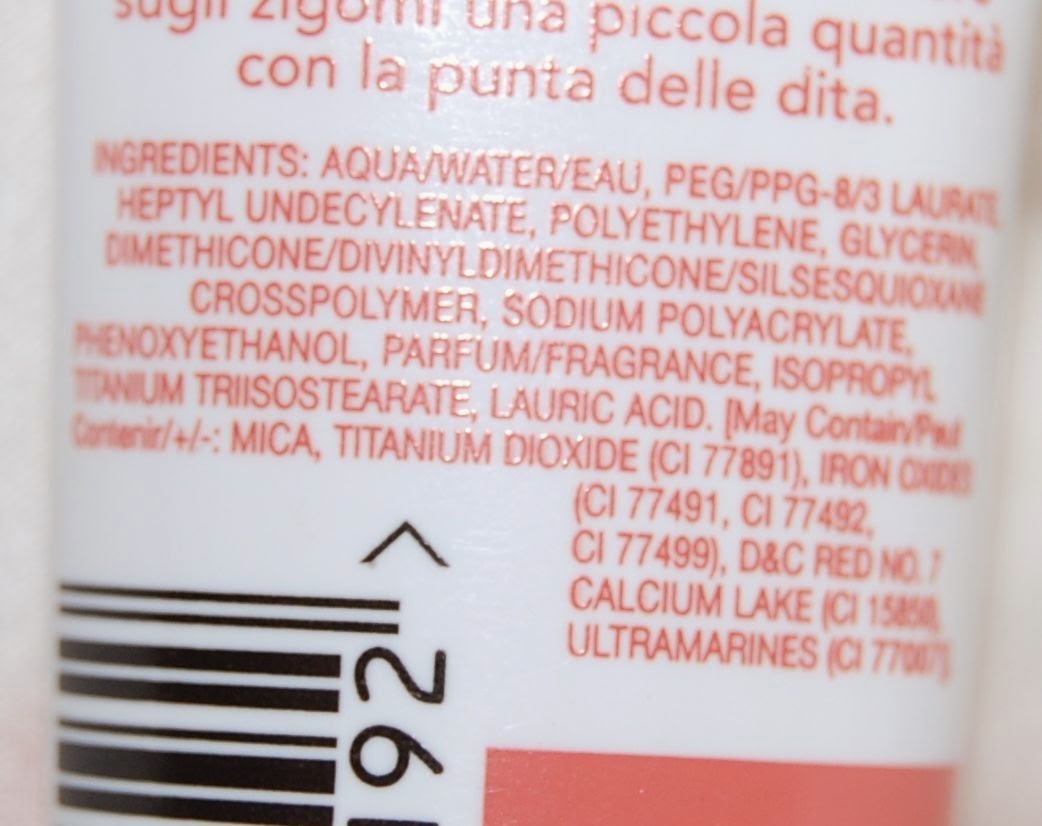 sugli zigomi una piccola quantità
con la punta delle dita.
INGREDIENTS: AQUA/WATER/EAU, PEG/PPG-8/3 LAURATE,
HEPTYL UNDECYLENATE, POLYETHYLENE, GLYCERIN,
DIMETHICONE/DIVINYLDIMETHICONE/SILSESQUIOXANE
CROSSPOLYMER, SODIUM POLYACRYLATE,
PHENOXYETHANOL, PARFUM/FRAGRANCE, ISOPROPYL
TITANIUM TRIISOSTEARATE, LAURIC ACID. [May Contain/Peut
Contenir/+/-: MICA, TITANIUM DIOXIDE (CI 77891), IRON OXIDES
(CI 77491, CI 77492,
CI 77499), D&C RED NO. 7
CALCIUM LAKE (CI 15850),
ULTRAMARINES (CI 77007)].
>
92